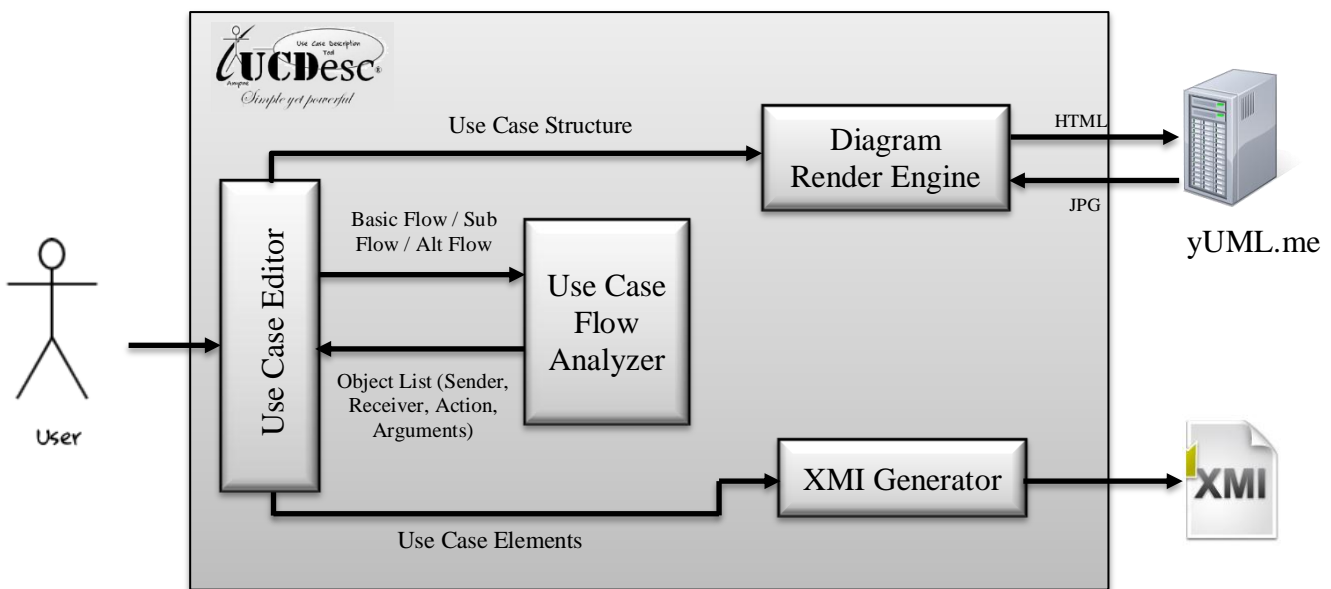 Use Case Description
Tool
UCDesc®
Simple yet powerful
Use Case Structure
Diagram
Render Engine
HTML
JPG
yUML.me
Basic Flow / Sub
Flow / Alt Flow
Use Case Editor
Use Case
Flow
Analyzer
Object List (Sender,
Receiver, Action,
Arguments)
User
XMI Generator
XMI
Use Case Elements